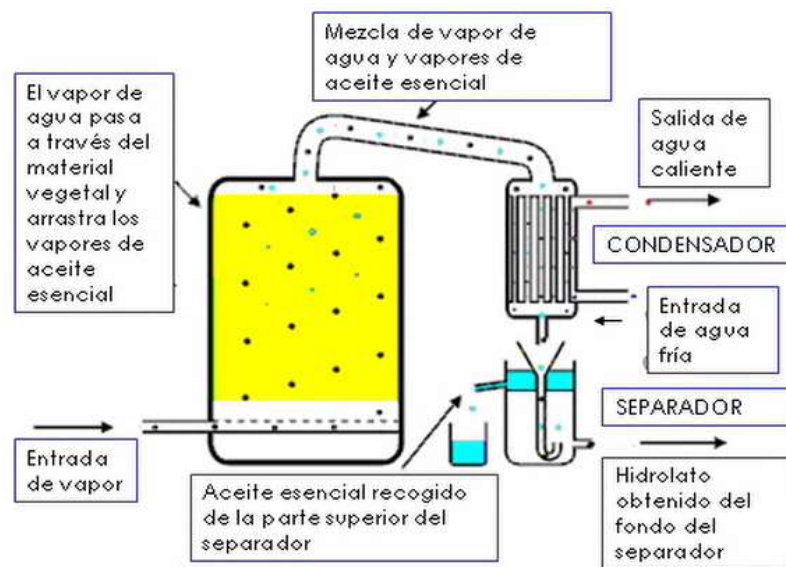 Mezcla de vapor de
agua y vapores de
aceite esencial
El vapor de
agua pasa
a través del
material
vegetal y
arrastra los
vapores de
aceite
esencial
Salida de
agua
caliente
CONDENSADOR
Entrada
de agua
fría
SEPARADOR
Entrada
de vapor
Aceite esencial recogido
de la parte superior del
separador
Hidrolato
obtenido del
fondo del
separador